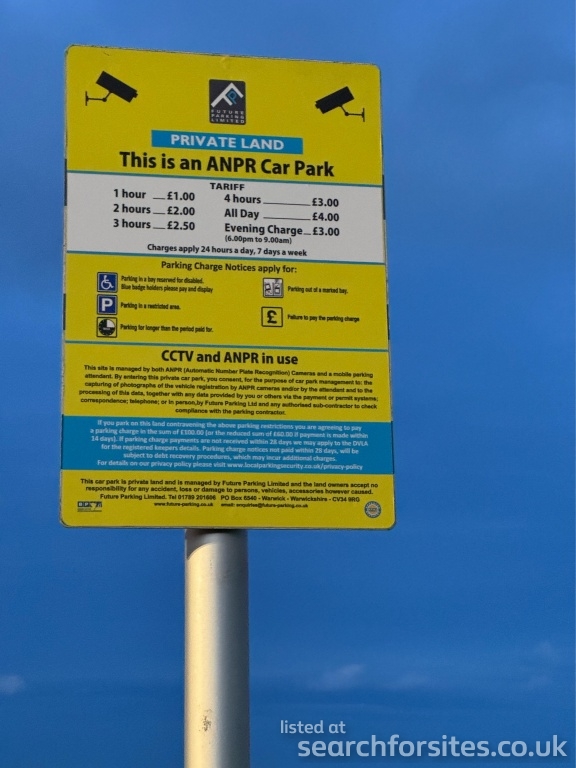 FUTURE
PARKING
LIMITED
PRIVATE LAND
This is an ANPR Car Park
TARIFF
1 hour £1.00
2 hours £2.00
3 hours £2.50
4 hours £3.00
All Day £4.00
Evening Charge £3.00
(6.00pm to 9.00am)
Charges apply 24 hours a day, 7 days a week
Parking Charge Notices apply for:
Parking in a bay reserved for disabled.
Blue badge holders please pay and display
P
Parking in a restricted area.
Parking for longer than the period paid for.
Parking out of a marked bay.
£
Failure to pay the parking charge
CCTV and ANPR in use
This site is managed by both ANPR (Automatic Number Plate Recognition) Cameras and a mobile parking
attendant. By entering this private car park, you consent, for the purpose of car park management to: the
capturing of photographs of the vehicle registration by ANPR cameras and/or by the attendant and to the
processing of this data, together with any data provided by you or others via the payment or permit systems;
correspondence; telephone; or in person,by Future Parking Ltd and any authorised sub-contractor to check
compliance with the parking contractor.
If you park on this land contravening the above parking restrictions you are agreeing to pay
a parking charge in the sum of £100.00 (or the reduced sum of £60.00 if payment is made within
14 days). If parking charge payments are not received within 28 days we may apply to the DVLA
for the registered keepers details. Parking charge notices not paid within 28 days, will be
subject to debt recovery procedures, which may incur additional charges.
For details on our privacy policy please visit www.localparkingsecurity.co.uk/privacy-policy
This car park is private land and is managed by Future Parking Limited and the land owners accept no
responsibility for any accident, loss or damage to persons, vehicles, accessories however caused.
Future Parking Limited. Tel 01789 201606 PO Box 6840 - Warwick - Warwickshire - CV34 9RG
www.future-parking.co.uk email: enquiries@future-parking.co.uk
listed at
searchforsites.co.uk